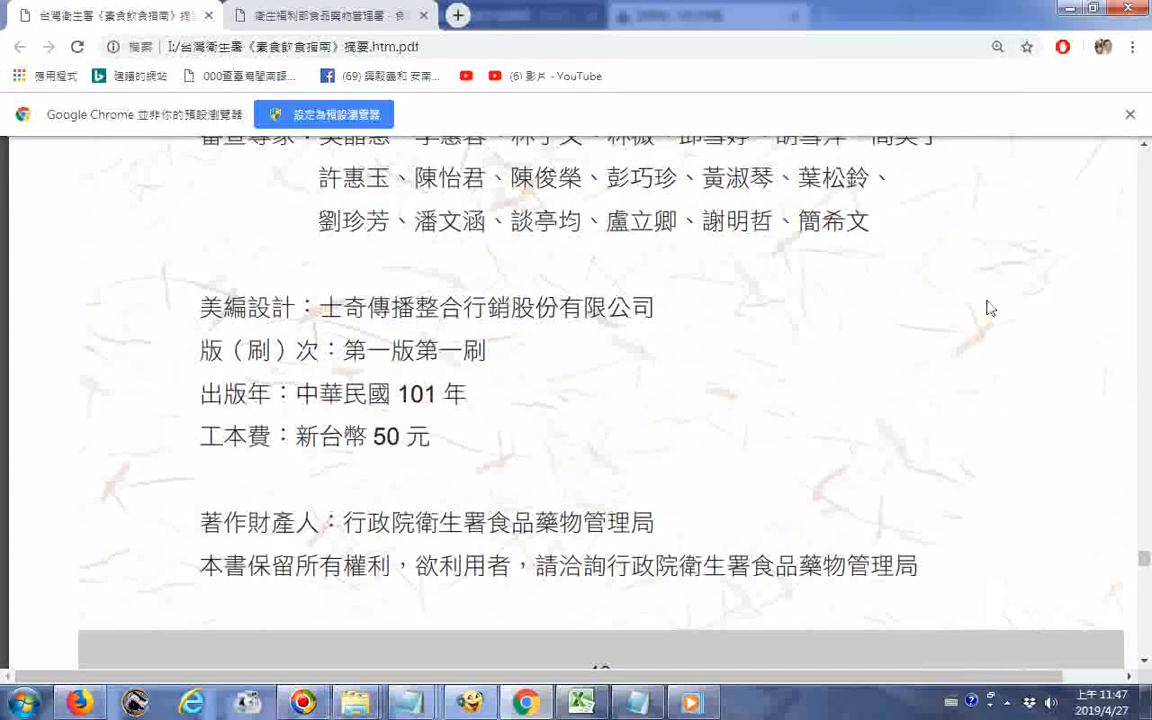 台灣衛生署《素食飲食指南》摘
衛生福利部食品藥物管理署 - 食
檔案
I:/台灣衛生署《素食飲食指南》摘要.htm.pdf
應用程式
建議的網站
(69) 與殺蟲和 安南...
(6) 影片 - YouTube
Google Chrome 並非你的預設瀏覽器
設定為預設瀏覽器
許惠玉、陳怡君、陳俊榮、彭巧珍、黃淑琴、葉松鈴、
劉珍芳、潘文涵、談亭均、盧立卿、謝明哲、簡希文
美編設計：士奇傳播整合行銷股份有限公司
版（刷）次：第一版第一刷
出版年：中華民國 101 年
工本費：新台幣 50 元
著作財產人：行政院衛生署食品藥物管理局
本書保留所有權利，欲利用者，請洽詢行政院衛生署食品藥物管理局
上午 11:47
2019/4/27